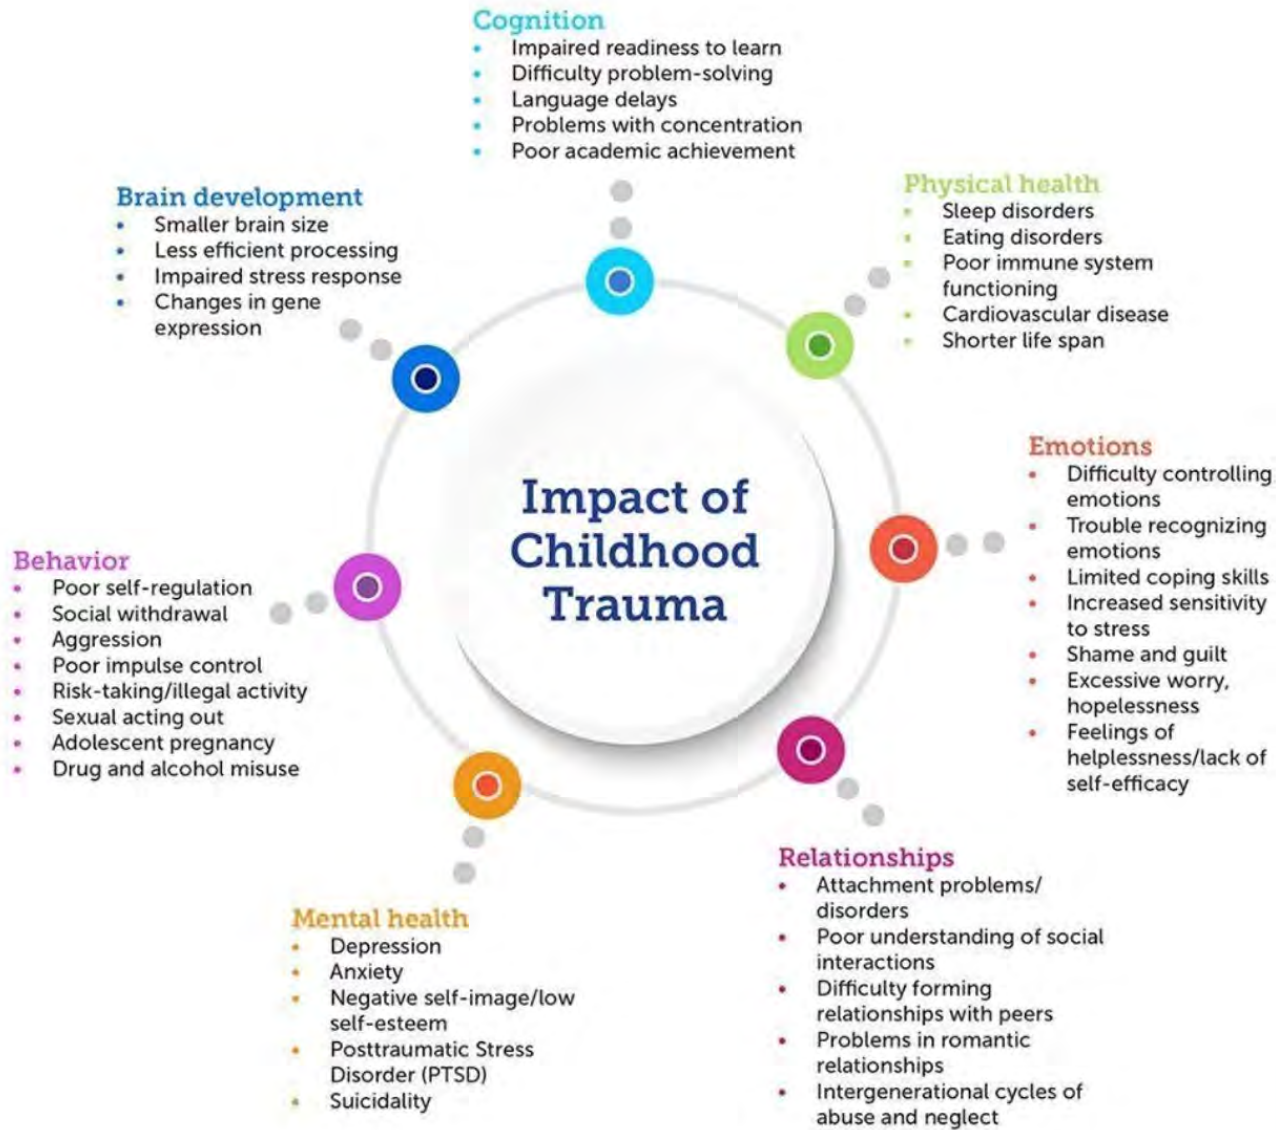 Cognition
• Impaired readiness to learn
• Difficulty problem-solving
• Language delays
• Problems with concentration
• Poor academic achievement
Physical health
• Sleep disorders
• Eating disorders
• Poor immune system
functioning
• Cardiovascular disease
• Shorter life span
Emotions
• Difficulty controlling
emotions
• Trouble recognizing
emotions
• Limited coping skills
• Increased sensitivity
to stress
• Shame and guilt
• Excessive worry,
hopelessness
• Feelings of
helplessness/lack of
self-efficacy
Relationships
• Attachment problems/
disorders
• Poor understanding of social
interactions
• Difficulty forming
relationships with peers
• Problems in romantic
relationships
• Intergenerational cycles of
abuse and neglect
Mental health
• Depression
• Anxiety
• Negative self-image/low
self-esteem
• Posttraumatic Stress
Disorder (PTSD)
• Suicidality
Behavior
• Poor self-regulation
• Social withdrawal
• Aggression
• Poor impulse control
• Risk-taking/illegal activity
• Sexual acting out
• Adolescent pregnancy
• Drug and alcohol misuse
Brain development
• Smaller brain size
• Less efficient processing
• Impaired stress response
• Changes in gene
expression
Impact of
Childhood
Trauma